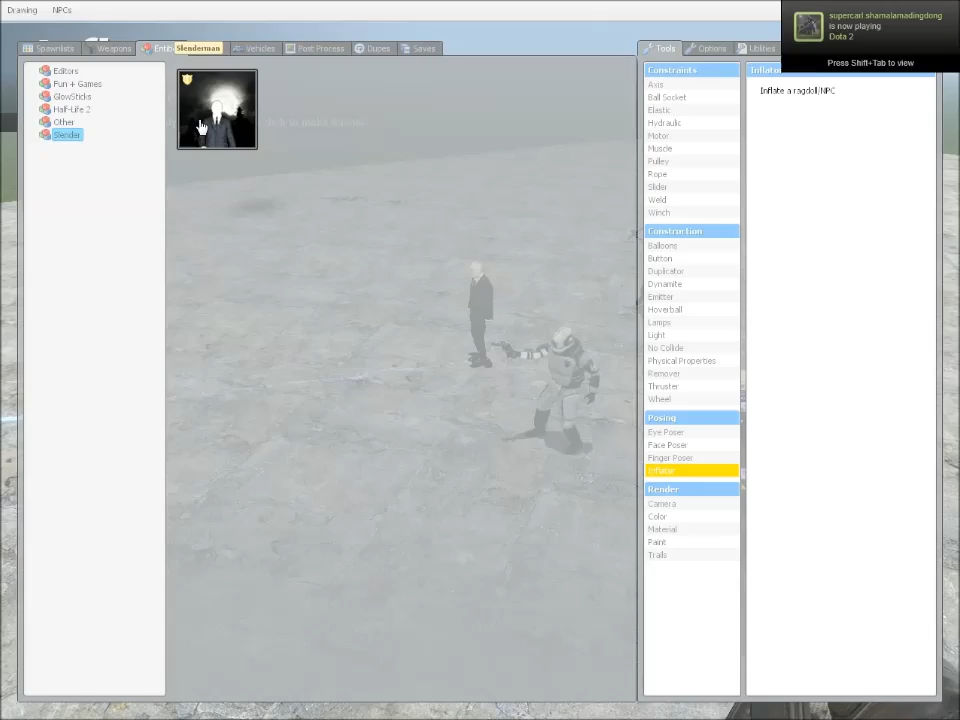 Drawing NPCs
supercarl shamalamadingdong
is now playing
Dota 2
Press Shift+Tab to view
Spawnlists Weapons Slenderman Vehicles Post Process Dupes Saves
Tools Options Utilities
Editors
Fun + Games
GlowSticks
Half-Life 2
Other
Slender
Constraints
Axis
Ball Socket
Elastic
Hydraulic
Motor
Muscle
Pulley
Rope
Slider
Weld
Winch
Construction
Balloons
Button
Duplicator
Dynamite
Emitter
Hoverball
Lamps
Light
No Collide
Physical Properties
Remover
Thruster
Wheel
Posing
Eye Poser
Face Poser
Finger Poser
Inflator
Render
Camera
Color
Material
Paint
Trails
Inflator
Inflate a ragdoll/NPC